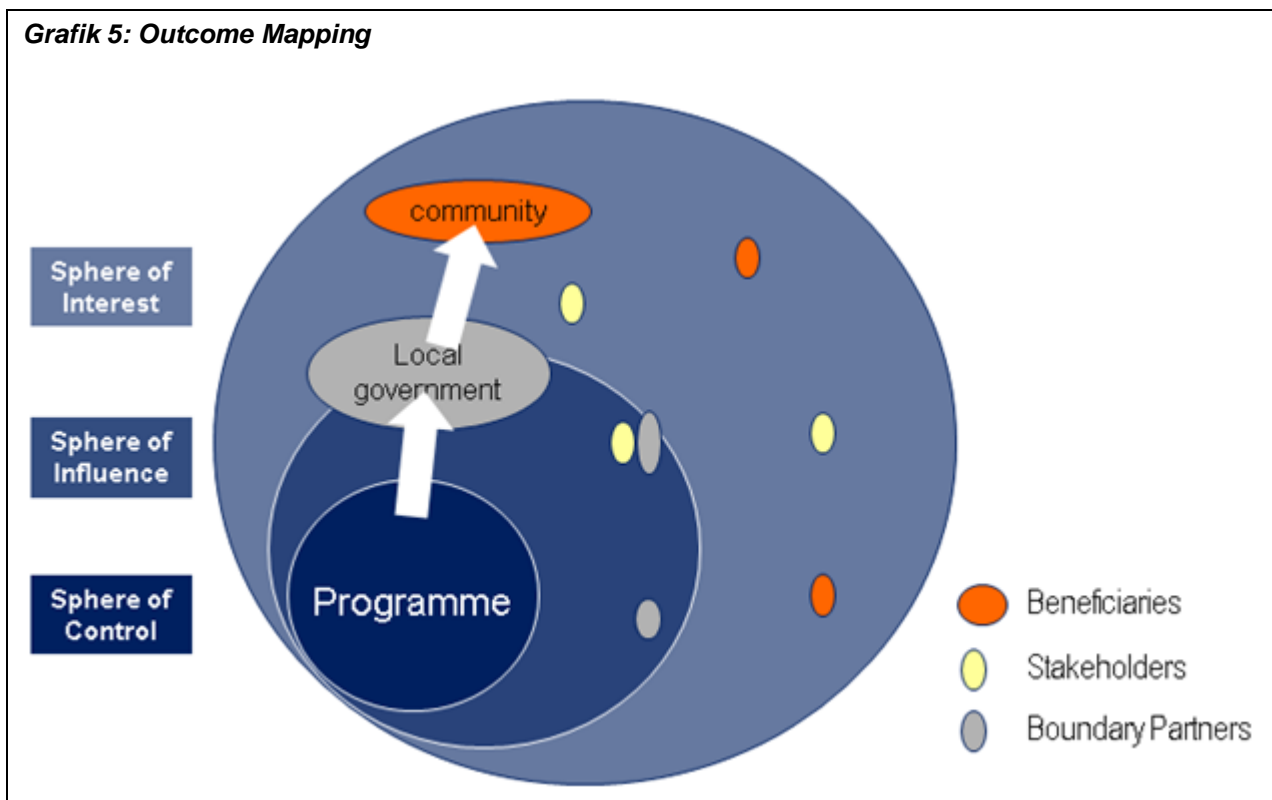 Grafik 5: Outcome Mapping
community
Sphere of
Interest
Local
government
Sphere of
Influence
Programme
Sphere of
Control
Beneficiaries
Stakeholders
Boundary Partners